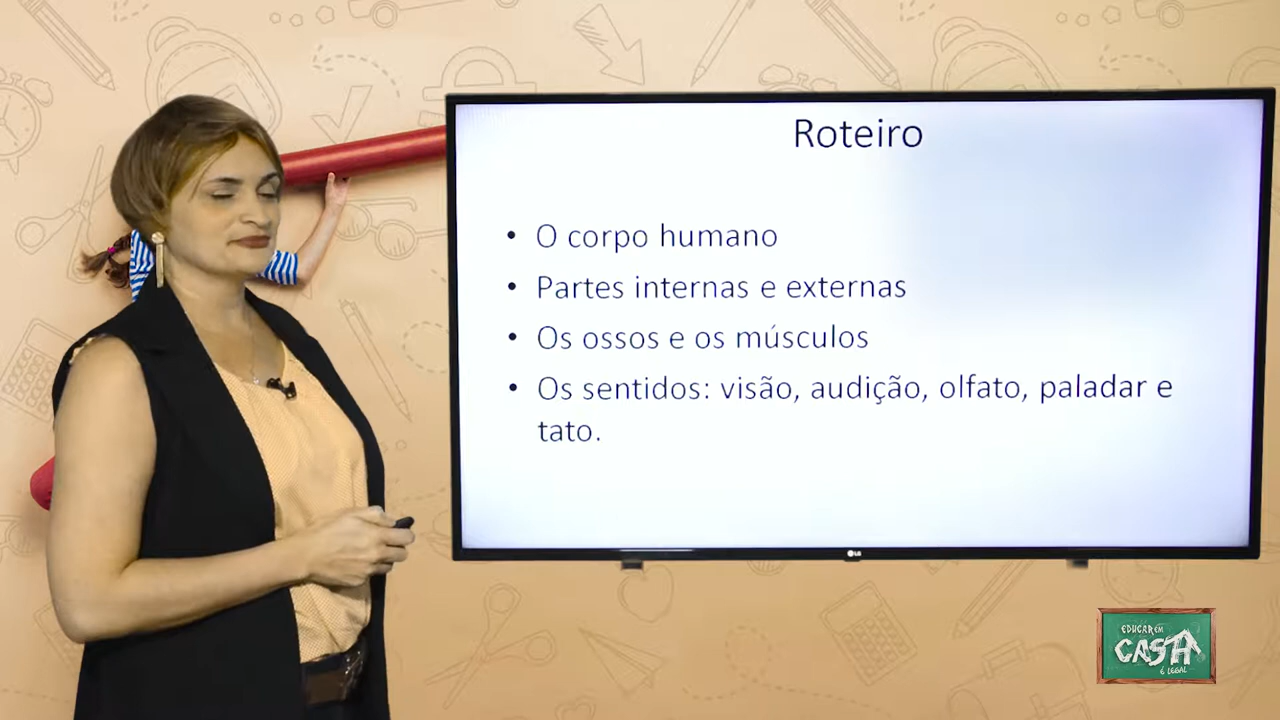 Roteiro
• O corpo humano
• Partes internas e externas
• Os ossos e os músculos
• Os sentidos: visão, audição, olfato, paladar e
tato.
LG
EDUCAR EM
CASA
É LEGAL